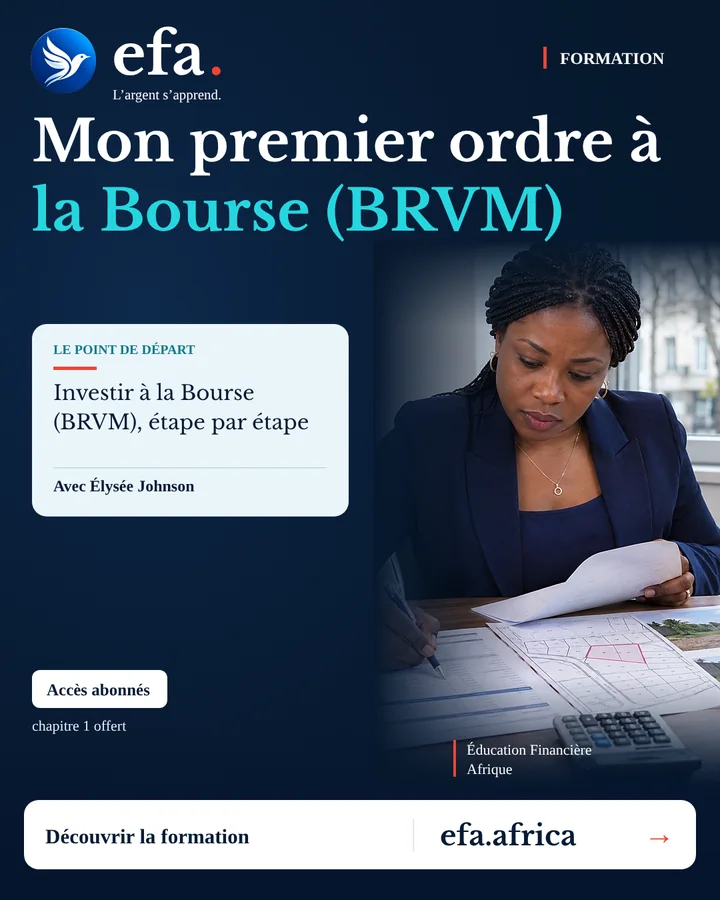 efa.
L’argent s’apprend.
FORMATION
Mon premier ordre à
la Bourse (BRVM)
LE POINT DE DÉPART
Investir à la Bourse
(BRVM), étape par étape
Avec Élysée Johnson
Accès abonnés
chapitre 1 offert
Éducation Financière
Afrique
Découvrir la formation
efa.africa →